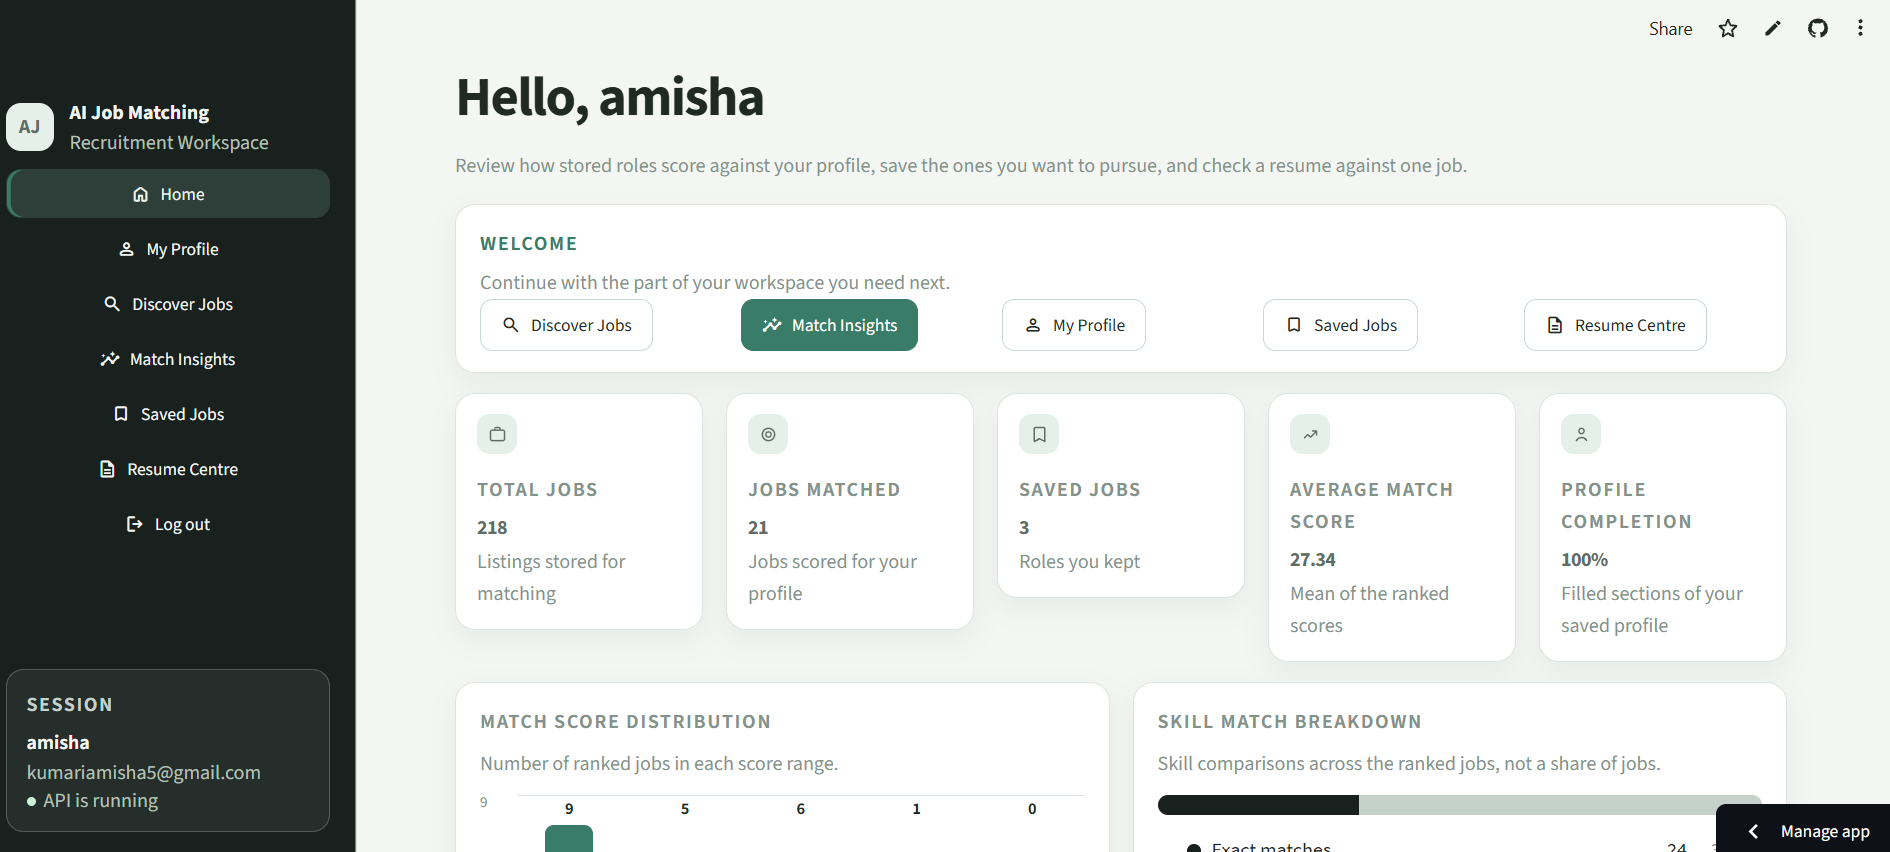 Share
AJ
AI Job Matching
Recruitment Workspace
Home
My Profile
Discover Jobs
Match Insights
Saved Jobs
Resume Centre
Log out
SESSION
amisha
kumariamisha5@gmail.com
API is running
Hello, amisha
Review how stored roles score against your profile, save the ones you want to pursue, and check a resume against one job.
WELCOME
Continue with the part of your workspace you need next.
Discover Jobs
Match Insights
My Profile
Saved Jobs
Resume Centre
TOTAL JOBS
218
Listings stored for
matching
JOBS MATCHED
21
Jobs scored for your
profile
SAVED JOBS
3
Roles you kept
AVERAGE MATCH
SCORE
27.34
Mean of the ranked
scores
PROFILE
COMPLETION
100%
Filled sections of your
saved profile
MATCH SCORE DISTRIBUTION
Number of ranked jobs in each score range.
9
9 5 6 1 0
SKILL MATCH BREAKDOWN
Skill comparisons across the ranked jobs, not a share of jobs.
Exact matches 24
Manage app